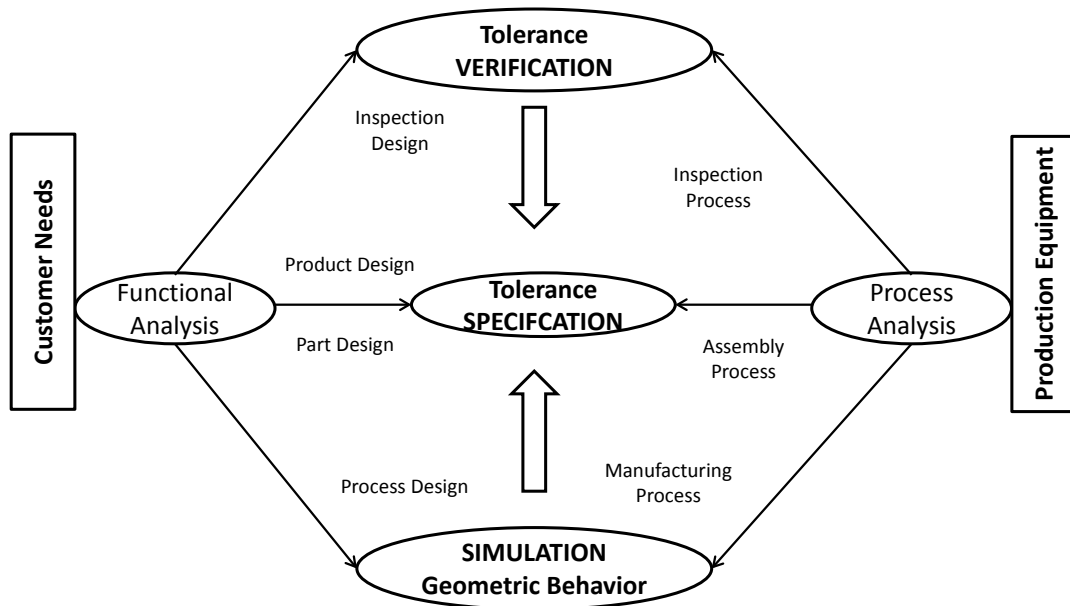 Tolerance
VERIFICATION
Inspection
Design
Inspection
Process
Customer Needs
Production Equipment
Product Design
Functional
Analysis
Tolerance
SPECIFCATION
Process
Analysis
Part Design
Assembly
Process
Process Design
Manufacturing
Process
SIMULATION
Geometric Behavior